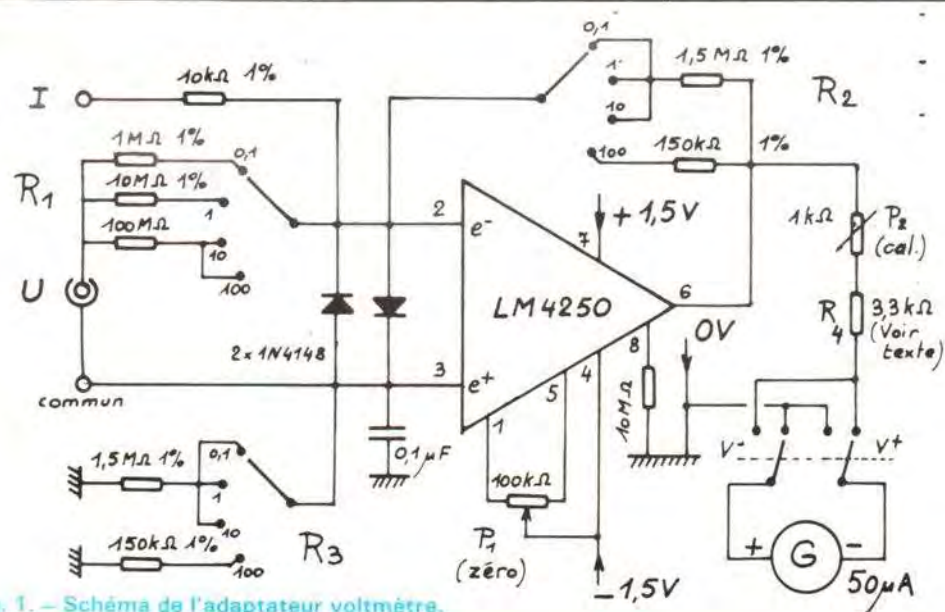 I
10kΩ 1%
R1
1MΩ 1%
10MΩ 1%
100MΩ
0,1
1
10
100
U
commun
2 x 1N4148
0,1µF
2
e-
3
e+
LM4250
7
+ 1,5V
6
8
4
5
1
10MΩ
0V
100kΩ
P1
(zéro)
- 1,5V
0,1
1
10
100
1,5MΩ 1%
150kΩ 1%
R2
1kΩ
P2
(cal.)
R4
3,3kΩ
(Voir
texte)
V-
V+
+ G -
50µA
1,5MΩ 1%
150kΩ 1%
0,1
1
10
100
R3
. 1. – Schéma de l'adaptateur voltmètre.